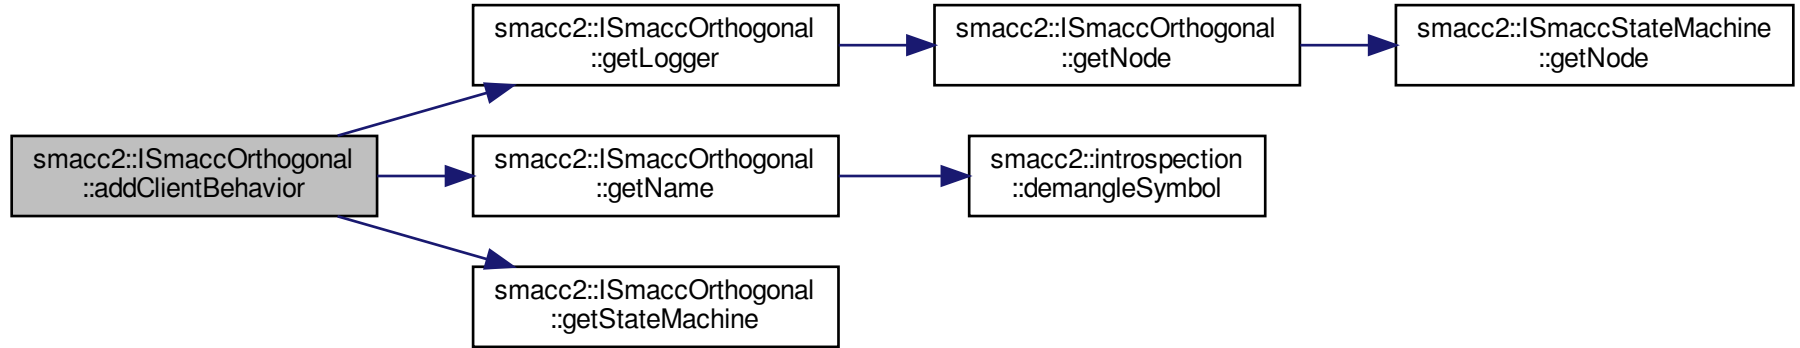 smacc2::ISmaccOrthogonal
::addClientBehavior
smacc2::ISmaccOrthogonal
::getLogger
smacc2::ISmaccOrthogonal
::getNode
smacc2::ISmaccStateMachine
::getNode
smacc2::ISmaccOrthogonal
::getName
smacc2::introspection
::demangleSymbol
smacc2::ISmaccOrthogonal
::getStateMachine